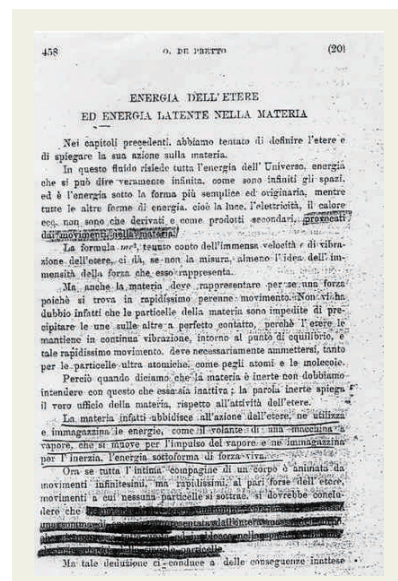 458 O. DE PRETTO (20)
ENERGIA DELL'ETERE
ED ENERGIA LATENTE NELLA MATERIA
Nei capitoli precedenti, abbiamo tentato di definire l'etere e
di spiegare la sua azione sulla materia.
In questo fluido risiede tutta l'energia dell'Universo, energia
che si può dire veramente infinita, come sono infiniti gli spazi,
ed è l'energia sotto la forma più semplice ed originaria, mentre
tutte le altre forme di energia, cioè la luce, l'elettricità, il calore
ecc. non sono che derivati e come prodotti secondari, provocati
dai movimenti nella materia.
La formula mv², tenuto conto dell'immensa velocità e di vibra-
zione dell'etere, ci dà, se non la misura, almeno l'idea dell'im-
mensità della forza che esso rappresenta.
Ma anche la materia deve rappresentare per se una forza
poichè si trova in rapidissimo perenne movimento. Non vi ha
dubbio infatti che le particelle della materia sono impedite di pre-
cipitare le une sulle altre a perfetto contatto, perchè l'etere le
mantiene in continua vibrazione, intorno al punto di equilibrio, e
tale rapidissimo movimento, deve necessariamente ammettersi, tanto
per le particelle ultra atomiche, come pegli atomi e le molecole.
Perciò quando diciamo che la materia è inerte non dobbiamo
intendere con questo che essa sia inattiva; la parola inerte spiega
il vero ufficio della materia, rispetto all'attività dell'etere.
La materia infatti ubbidisce all'azione dell'etere, ne utilizza
e immagazzina le energie, come il volante di una macchina a
vapore, che si muove per l'impulso del vapore e ne immagazzina
per l'inerzia, l'energia sottoforma di forza viva.
Ora se tutta l'intima compagine di un corpo è animata da
movimenti infinitesimi, ma rapidissimi, al pari forse dell'etere,
movimenti a cui nessuna particella si sottrae, si dovrebbe conclu-
dere che
particelle.
Ma tale deduzione ci conduce a delle conseguenze inattese